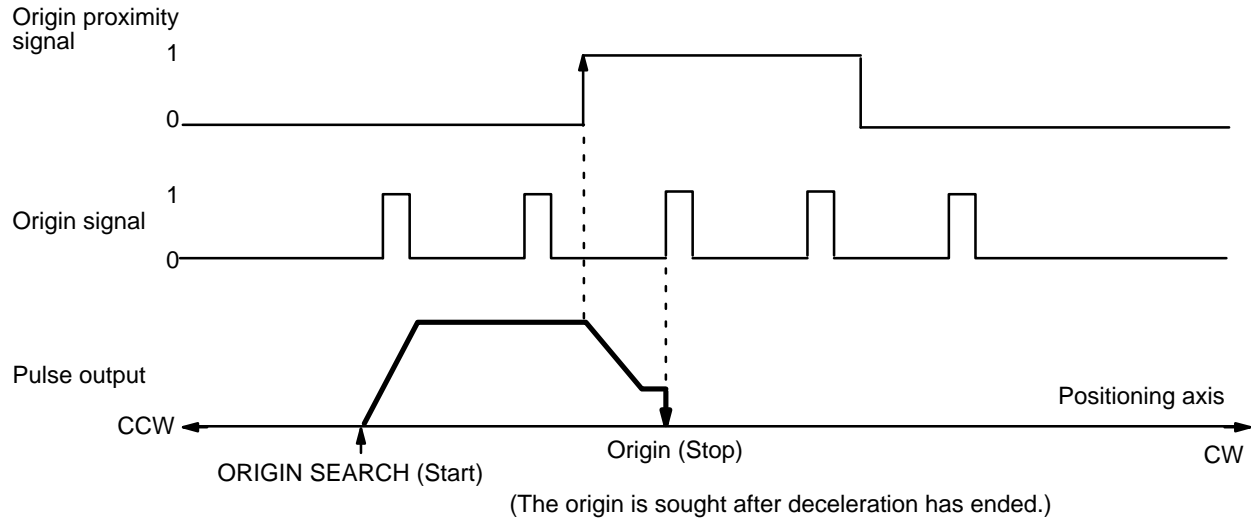 Origin proximity
signal
1
0
1
Origin signal
0
Pulse output
Positioning axis
CCW
CW
ORIGIN SEARCH (Start)
Origin (Stop)
(The origin is sought after deceleration has ended.)